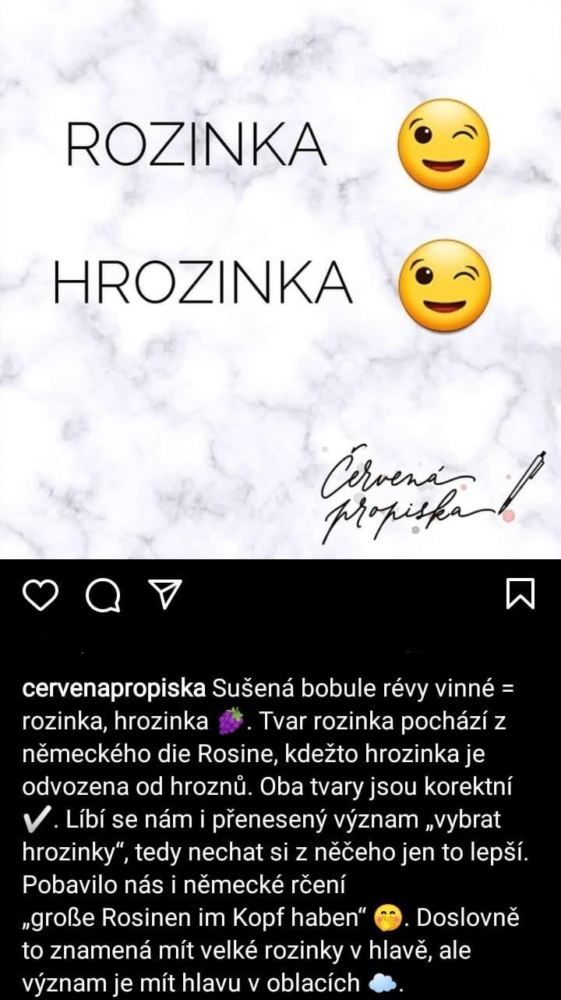 ROZINKA 😉
HROZINKA 😉
Červená
propiska
cervenapropiska Sušená bobule révy vinné =
rozinka, hrozinka 🍇. Tvar rozinka pochází z
německého die Rosine, kdežto hrozinka je
odvozena od hroznů. Oba tvary jsou korektní
✔. Líbí se nám i přenesený význam „vybrat
hrozinky“, tedy nechat si z něčeho jen to lepší.
Pobavilo nás i německé rčení
„große Rosinen im Kopf haben“ 🤭. Doslovně
to znamená mít velké rozinky v hlavě, ale
význam je mít hlavu v oblacích ☁️.